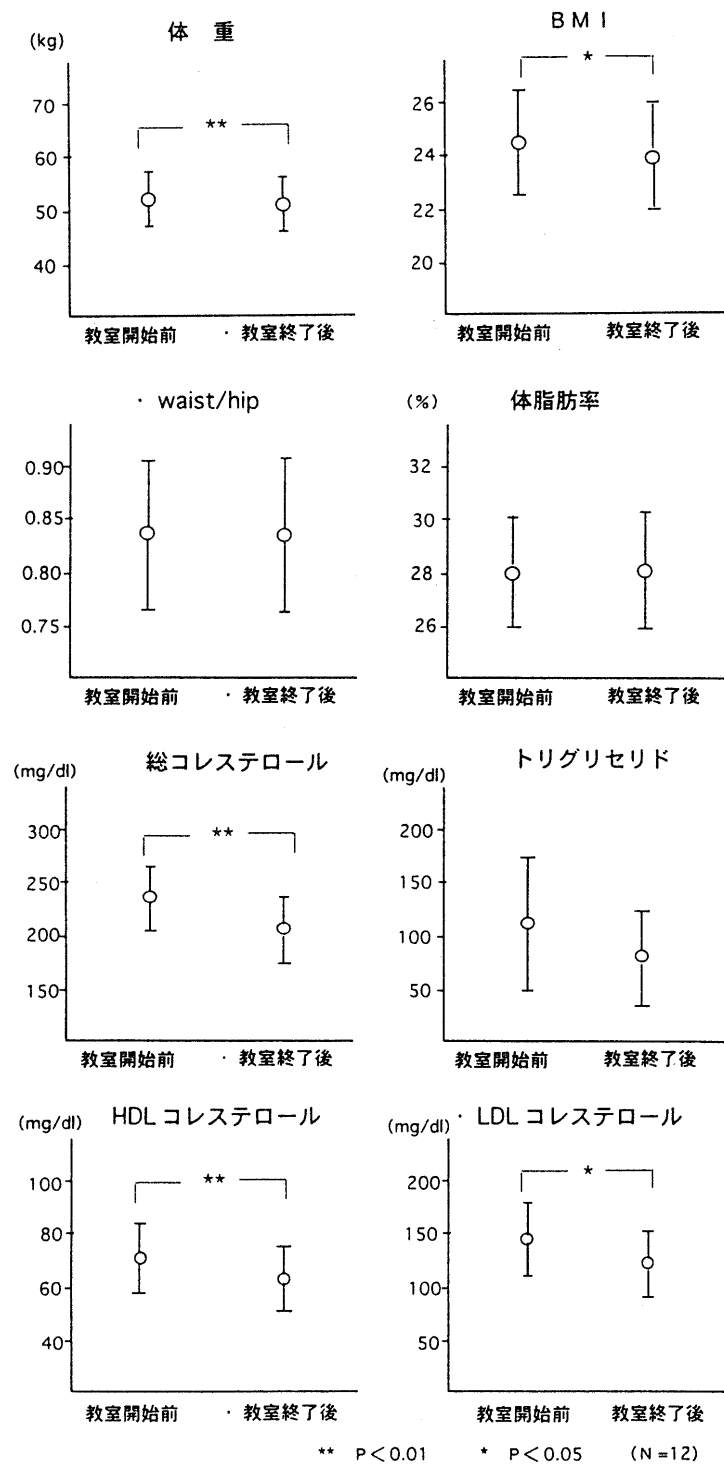 体 重
(kg)
70
60
50
40
**
教室開始前
教室終了後
BMI
26
24
22
20
*
教室開始前
教室終了後
waist/hip
0.90
0.85
0.80
0.75
教室開始前
教室終了後
(%)
体脂肪率
32
30
28
26
教室開始前
教室終了後
総コレステロール
(mg/dl)
300
250
200
150
**
教室開始前
教室終了後
トリグリセリド
(mg/dl)
200
150
100
50
教室開始前
教室終了後
HDL コレステロール
(mg/dl)
100
80
60
40
**
教室開始前
教室終了後
LDL コレステロール
(mg/dl)
200
150
100
50
*
教室開始前
教室終了後
** P<0.01 * P<0.05 (N=12)